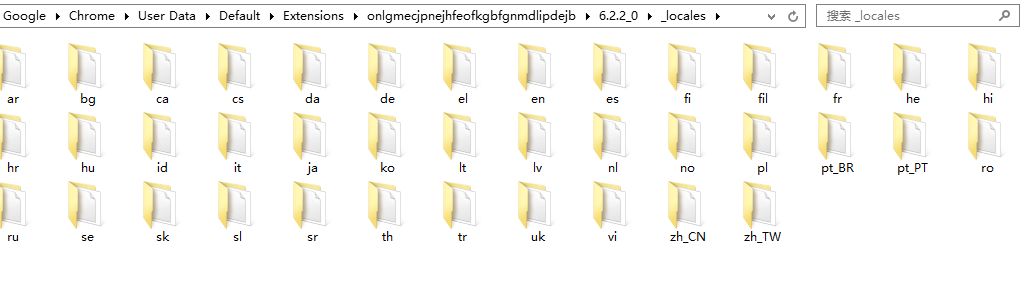 Google Chrome User Data Default Extensions onlgmecjpnejhfeofkgbfgnmdlipdejb 6.2.2_0 _locales 搜索 _locales
ar bg ca cs da de el en es fi fil fr he hi
hr hu id it ja ko lt lv nl no pl pt_BR pt_PT ro
ru se sk sl sr th tr uk vi zh_CN zh_TW